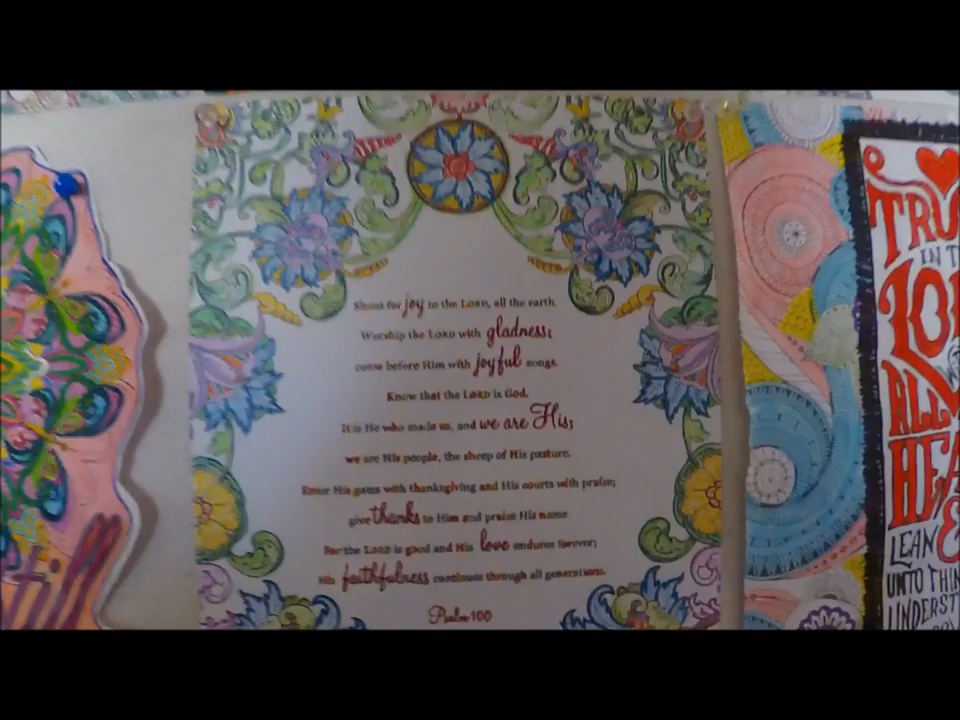 Shout for joy to the LORD, all the earth.
Worship the LORD with gladness;
come before Him with joyful songs.
Know that the LORD is God.
It is He who made us, and we are His;
we are His people, the sheep of His pasture.
Enter His gates with thanksgiving and His courts with praise;
give thanks to Him and praise His name.
For the LORD is good and His love endures forever;
His faithfulness continues through all generations.
Psalm 100
TRU
IN T
LO
ALL
HEA
&
LEAN
UNTO THIN
UNDERST